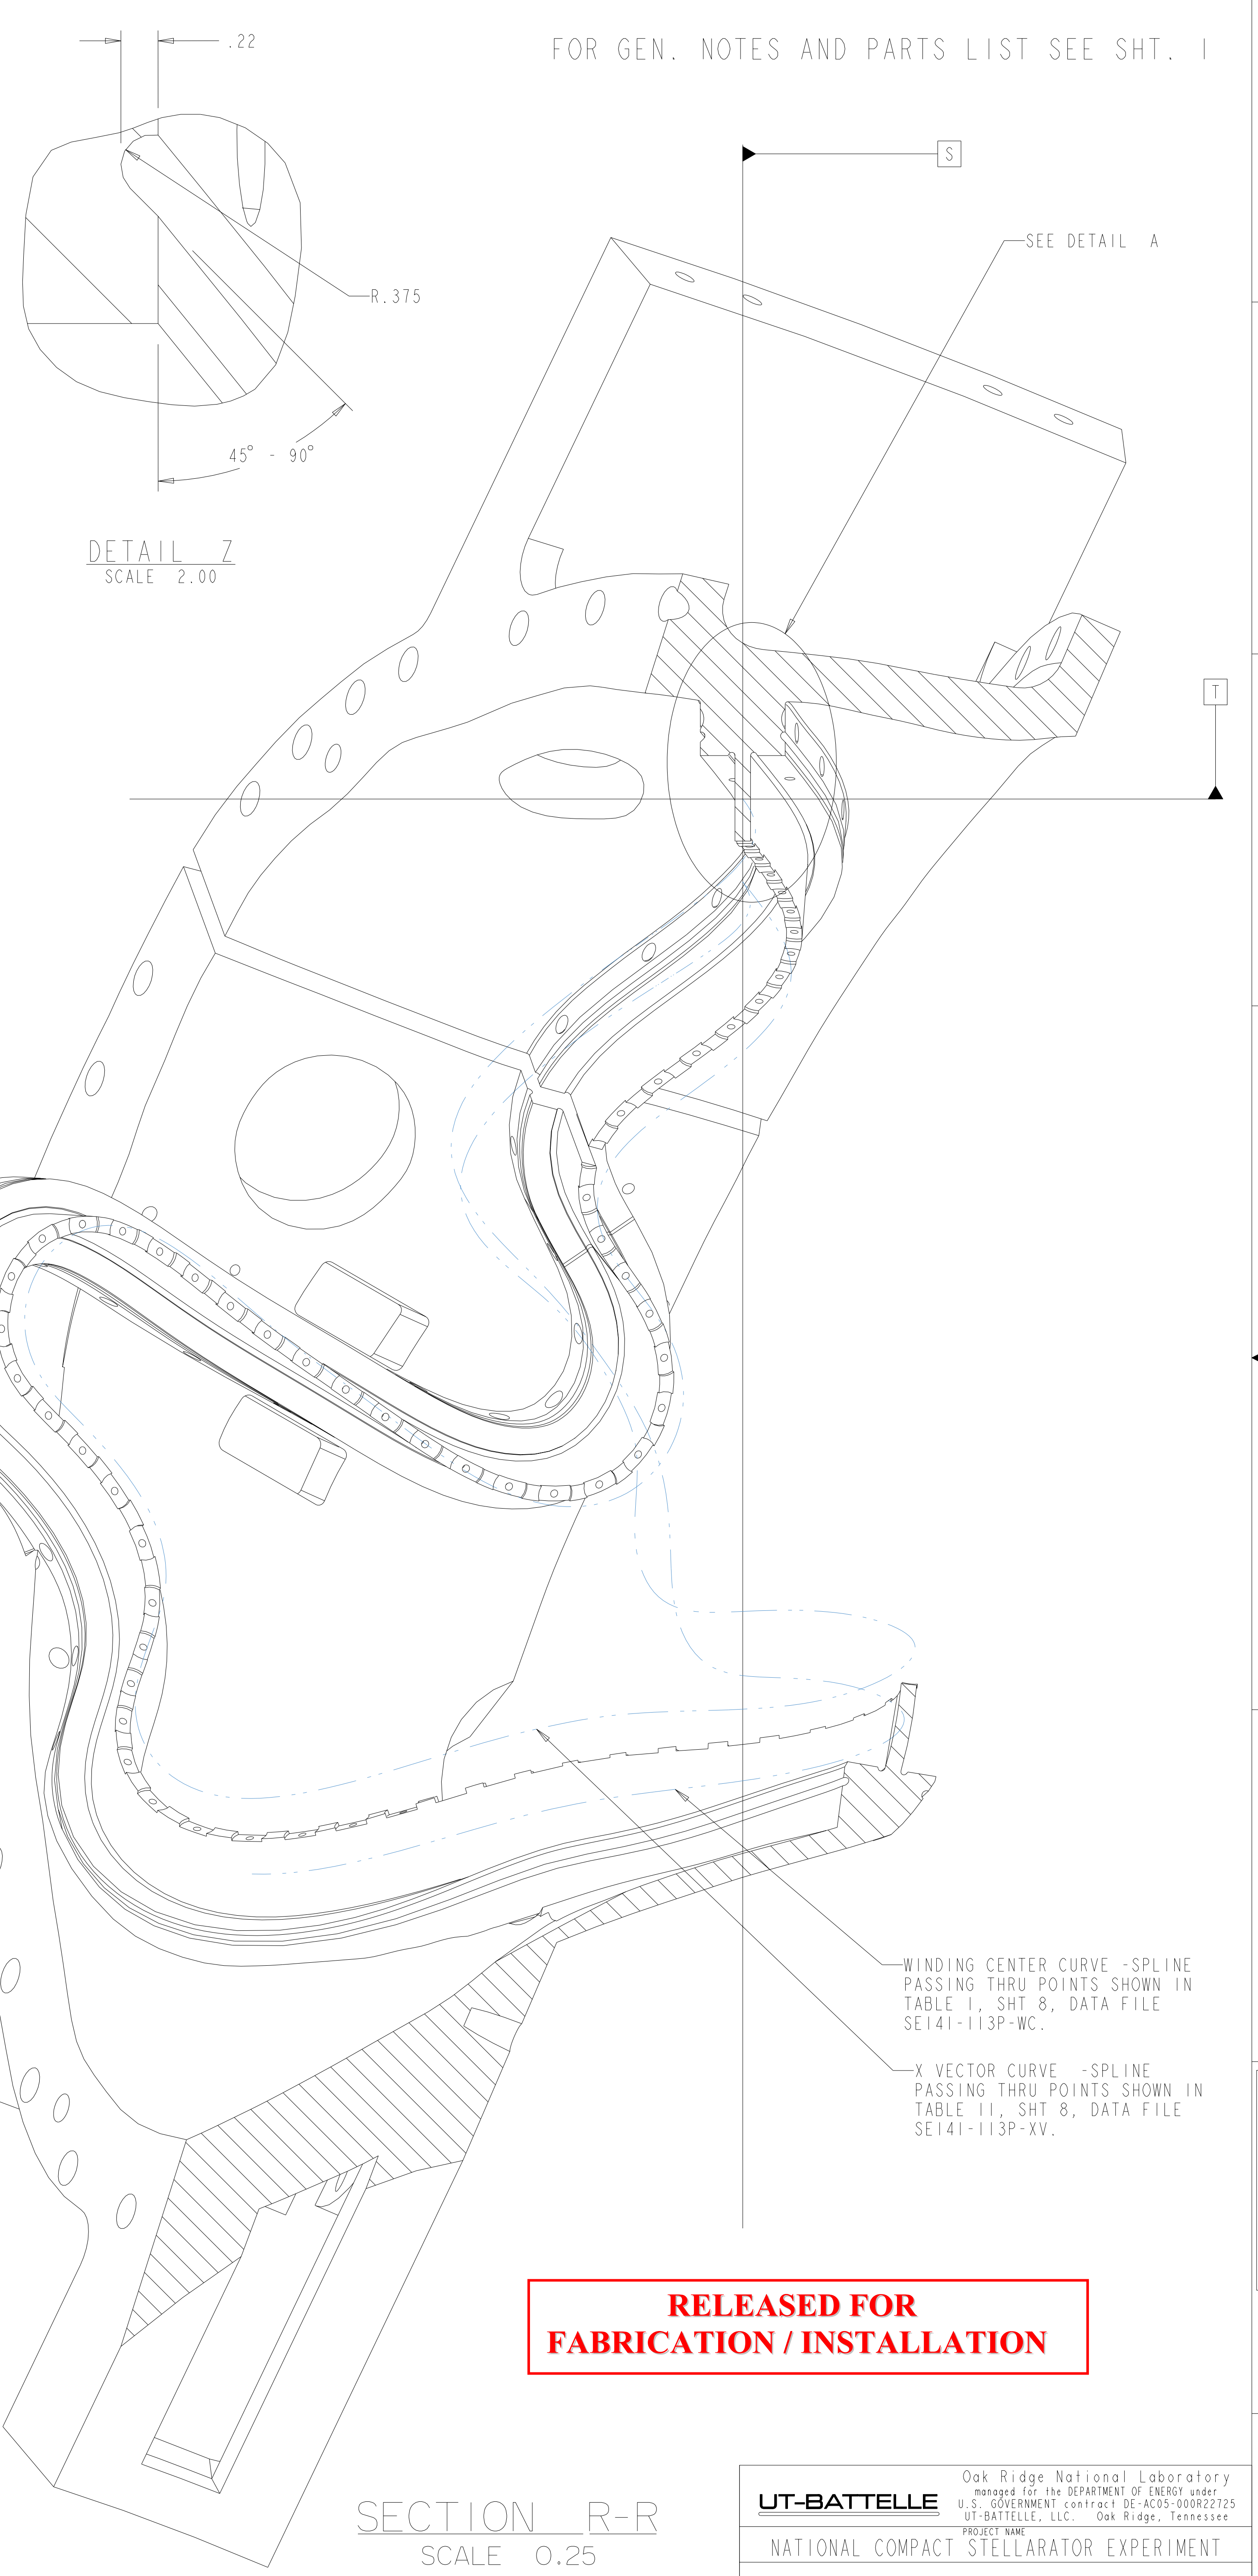 .22
FOR GEN. NOTES AND PARTS LIST SEE SHT. 1
S
SEE DETAIL A
R.375
45° - 90°
DETAIL Z
SCALE 2.00
T
WINDING CENTER CURVE -SPLINE
PASSING THRU POINTS SHOWN IN
TABLE I, SHT 8, DATA FILE
SE141-113P-WC.
X VECTOR CURVE -SPLINE
PASSING THRU POINTS SHOWN IN
TABLE II, SHT 8, DATA FILE
SE141-113P-XV.
RELEASED FOR
FABRICATION / INSTALLATION
SECTION R-R
SCALE 0.25
UT-BATTELLE
Oak Ridge National Laboratory
managed for the DEPARTMENT OF ENERGY under
U.S. GOVERNMENT contract DE-AC05-000R22725
UT-BATTELLE, LLC. Oak Ridge, Tennessee
PROJECT NAME
NATIONAL COMPACT STELLARATOR EXPERIMENT